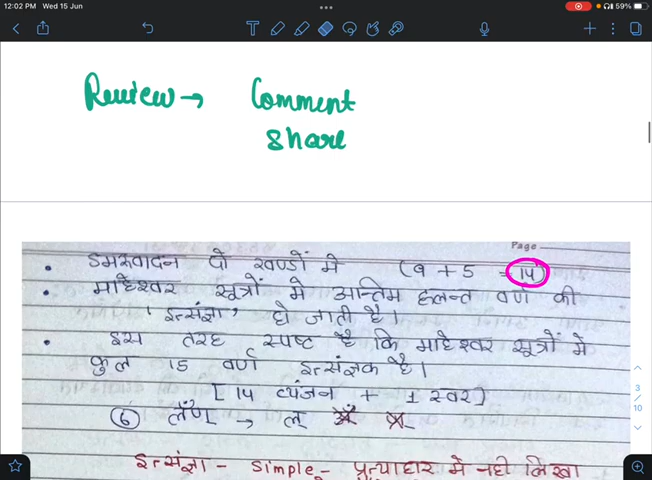 12:02 PM Wed 15 Jun
59%
Review → Comment
Share
Page
• डमरुवादन दो खण्डों में (9 + 5 = 14)
• माहेश्वर सूत्रों में अन्तिम हलन्त वर्ण की
'इत्संज्ञा' हो जाती है।
• इस तरह स्पष्ट है कि माहेश्वर सूत्रों में
कुल 15 वर्ण इत्संज्ञक है।
[14 व्यंजन + 1 स्वर]
⑥ लँण् → ल्
इत्संज्ञा - Simple - प्रत्याहार में नही लिखा
3
/
10